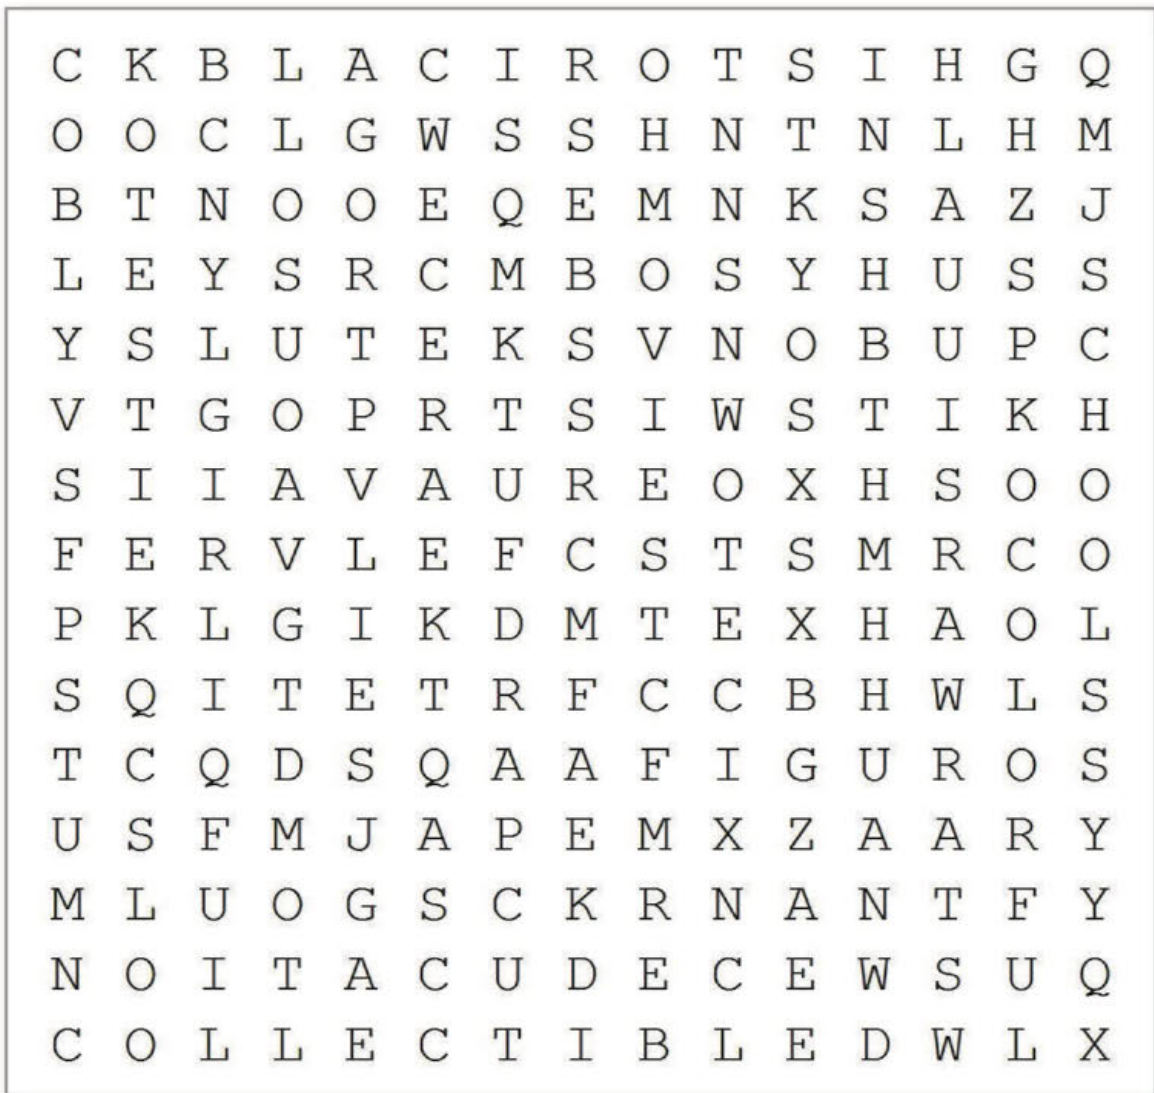 C K B L A C I R O T S I H G Q
O O C L G W S S H N T N L H M
B T N O O E Q E M N K S A Z J
L E Y S R C M B O S Y H U S S
Y S L U T E K S V N O B U P C
V T G O P R T S I W S T I K H
S I I A V A U R E O X H S O O
F E R V L E F C S T S M R C O
P K L G I K D M T E X H A O L
S Q I T E T R F C C B H W L S
T C Q D S Q A A F I G U R O S
U S F M J A P E M X Z A A R Y
M L U O G S C K R N A N T F Y
N O I T A C U D E C E W S U Q
C O L L E C T I B L E D W L X